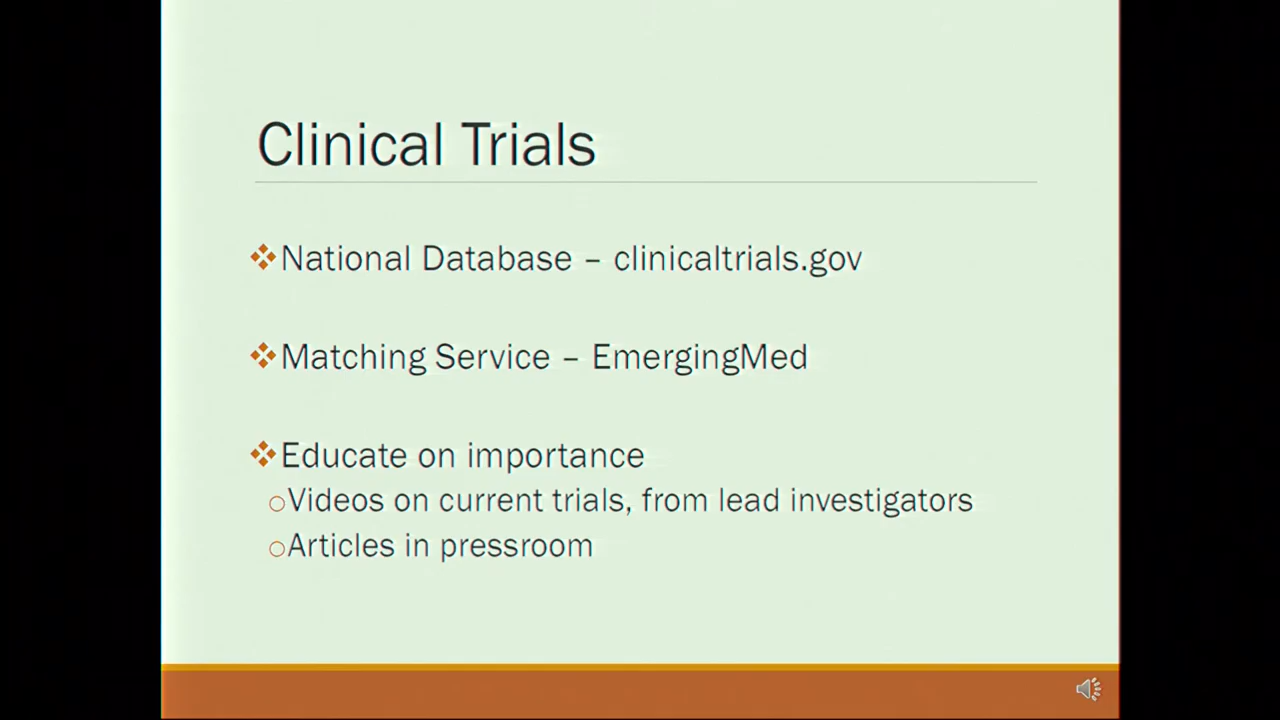 Clinical Trials
National Database – clinicaltrials.gov
Matching Service – EmergingMed
Educate on importance
Videos on current trials, from lead investigators
Articles in pressroom